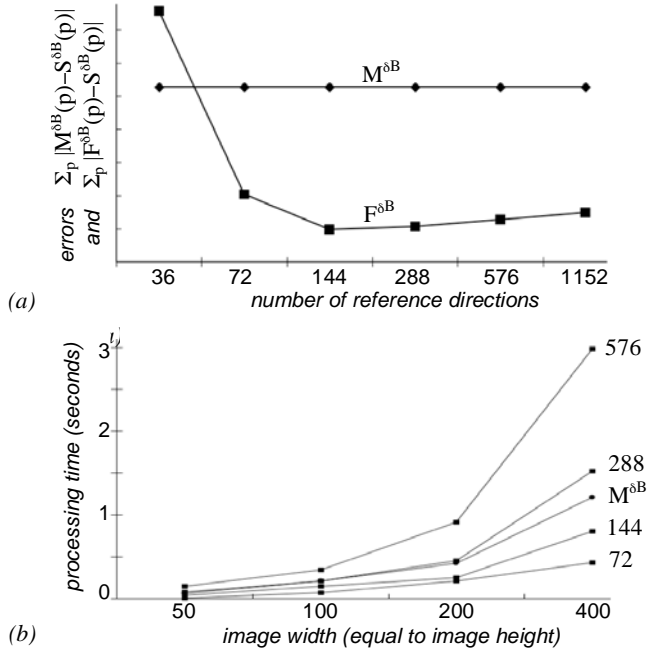 errors Σp |MδB(p)−SδB(p)|
and Σp |FδB(p)−SδB(p)|
MδB
FδB
36 72 144 288 576 1152
number of reference directions
(a)
processing time (seconds)
3
2
1
0
576
288
MδB
144
72
50 100 200 400
image width (equal to image height)
(b)